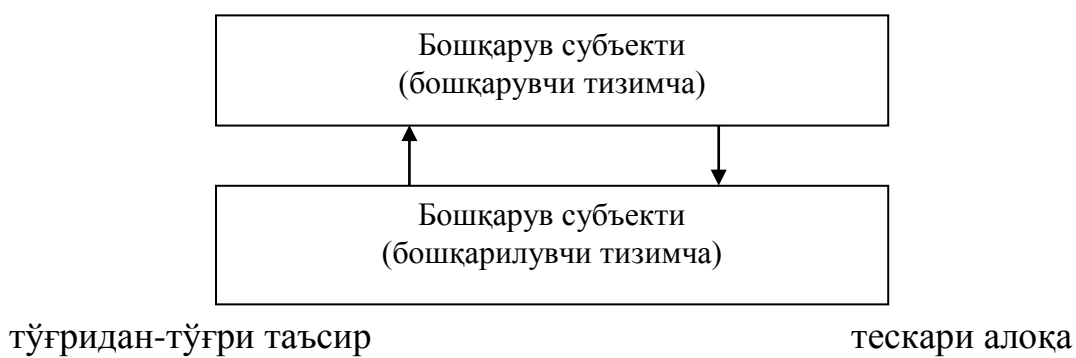 Бошқарув субъекти
(бошқарувчи тизимча)
Бошқарув субъекти
(бошқарилувчи тизимча)
тўғридан-тўғри таъсир
тескари алоқа